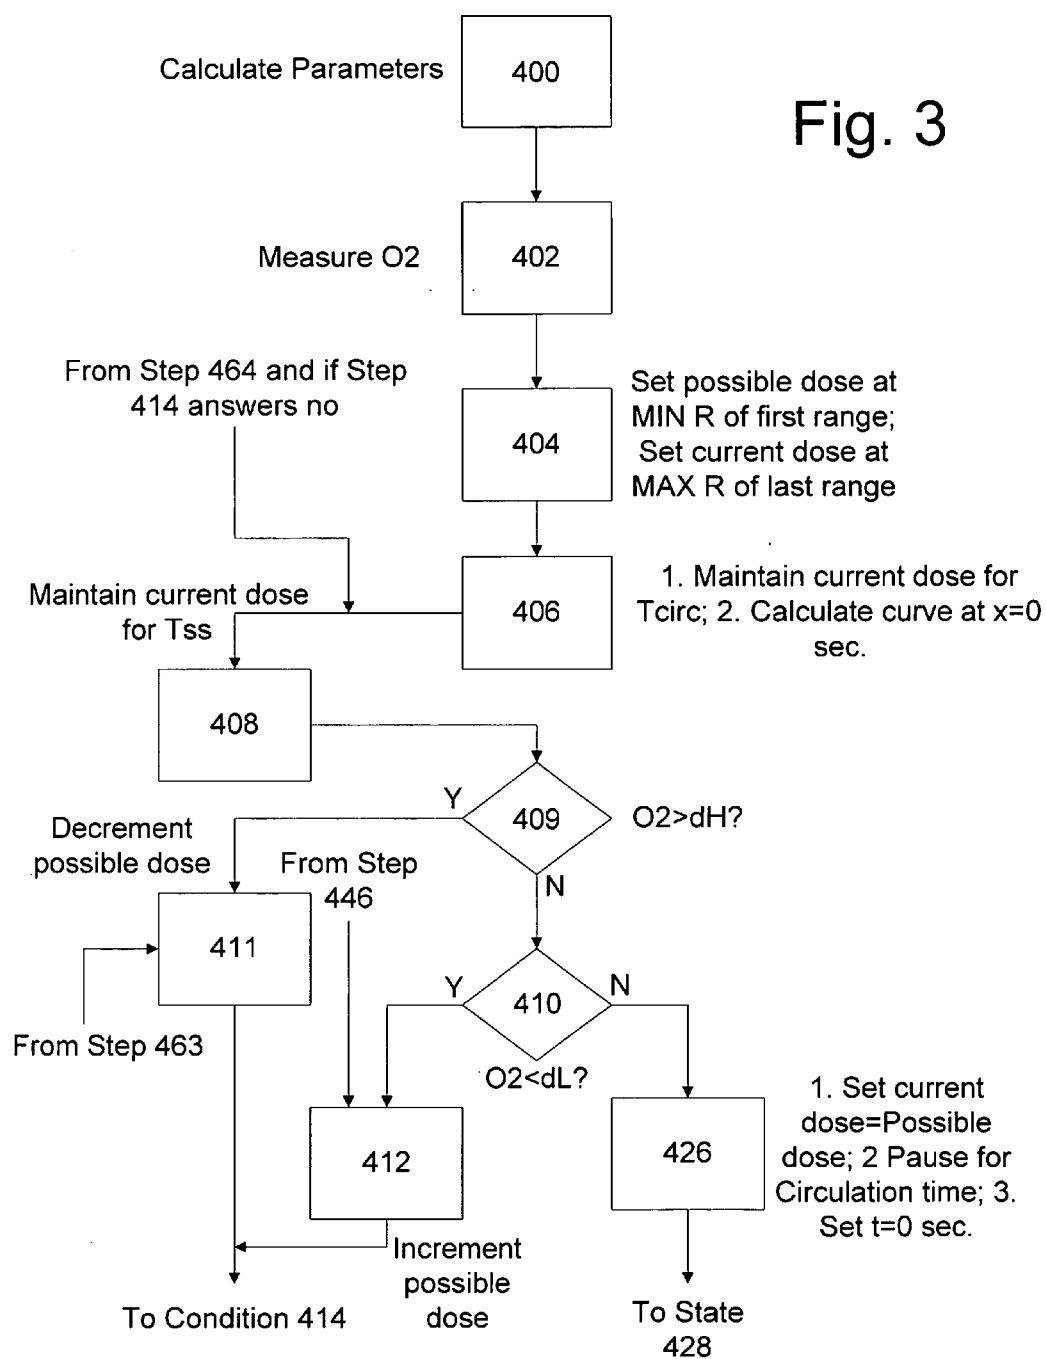 Calculate Parameters
400
Fig. 3
Measure O2
402
From Step 464 and if Step
414 answers no
404
Set possible dose at
MIN R of first range;
Set current dose at
MAX R of last range
Maintain current dose
for Tss
406
1. Maintain current dose for
Tcirc; 2. Calculate curve at x=0
sec.
408
Y
409
O2>dH?
N
Decrement
possible dose
From Step
446
411
From Step 463
Y
410
N
O2<dL?
412
426
1. Set current
dose=Possible
dose; 2 Pause for
Circulation time; 3.
Set t=0 sec.
Increment
possible
dose
To Condition 414
To State
428